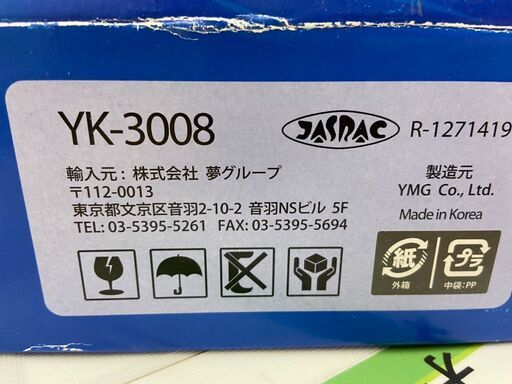 YK-3008
JASRAC
R-1271419
輸入元 : 株式会社 夢グループ
〒112-0013
東京都文京区音羽2-10-2 音羽NSビル 5F
TEL: 03-5395-5261 FAX: 03-5395-5694
製造元
YMG Co., Ltd.
Made in Korea
紙
外箱
プラ
中袋:PP